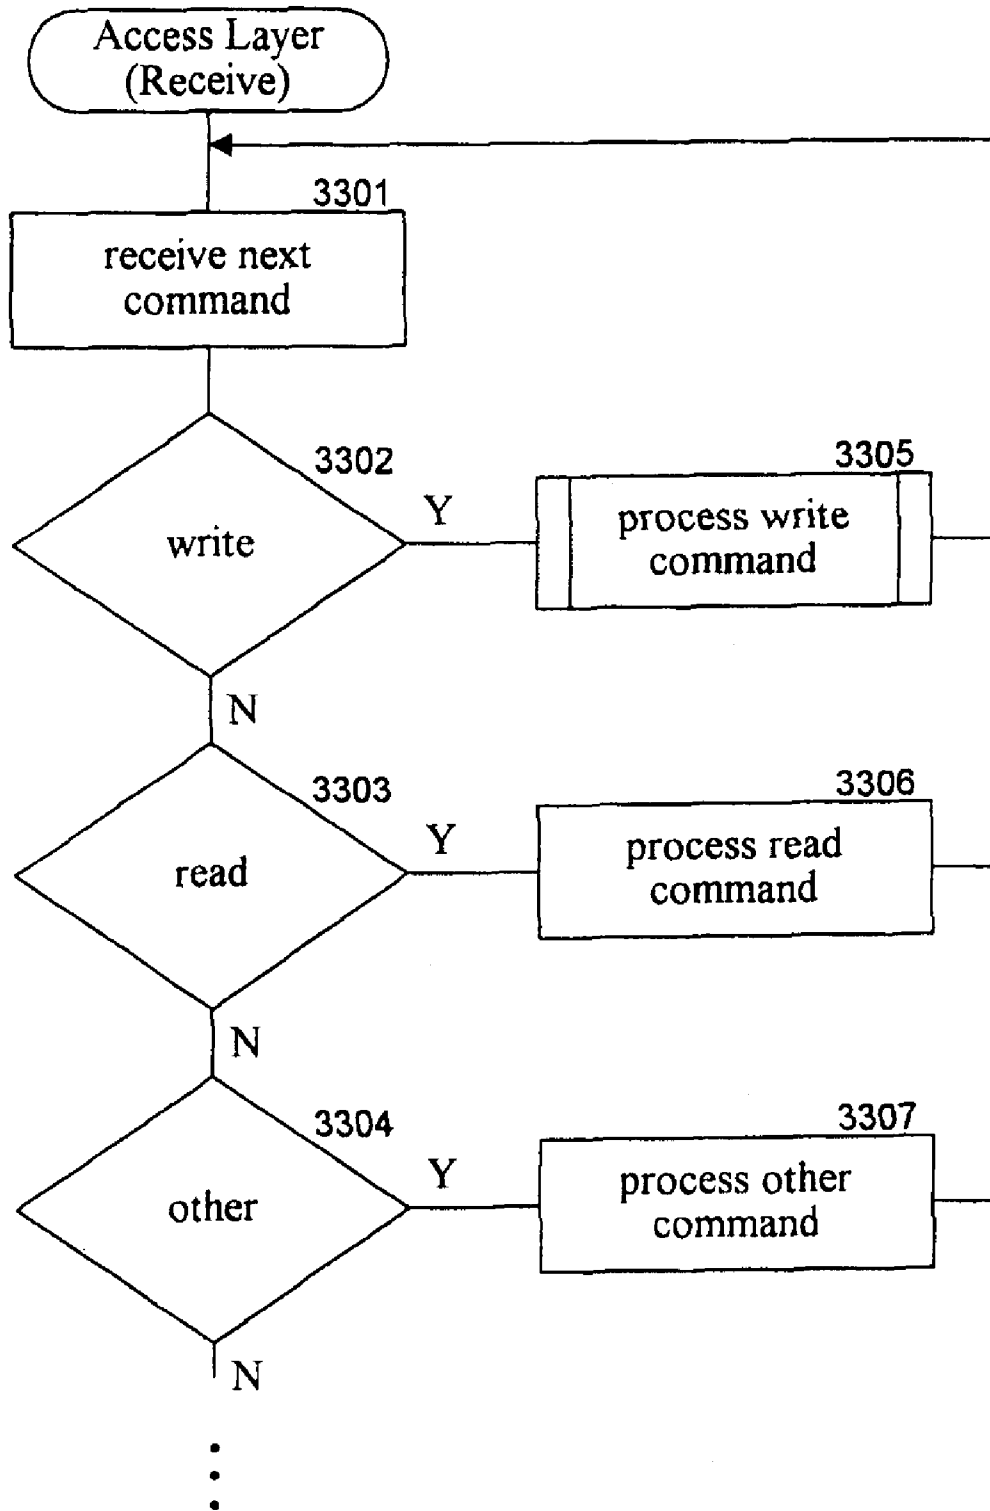 Access Layer
(Receive)
3301
receive next
command
3302
write
Y
3305
process write
command
N
3303
read
Y
3306
process read
command
N
3304
other
Y
3307
process other
command
N